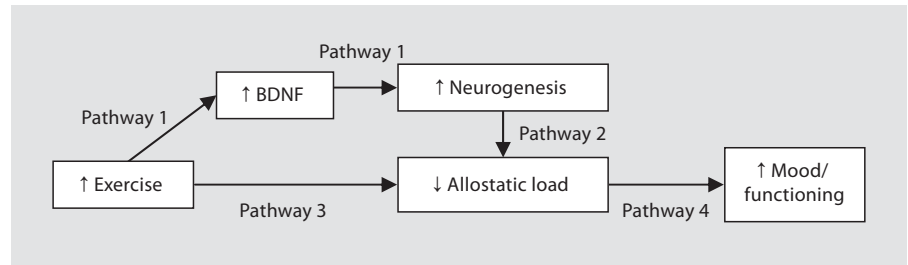 Pathway 1
↑ BDNF
↑ Neurogenesis
Pathway 1
Pathway 2
↑ Exercise
↓ Allostatic load
↑ Mood/
functioning
Pathway 3
Pathway 4